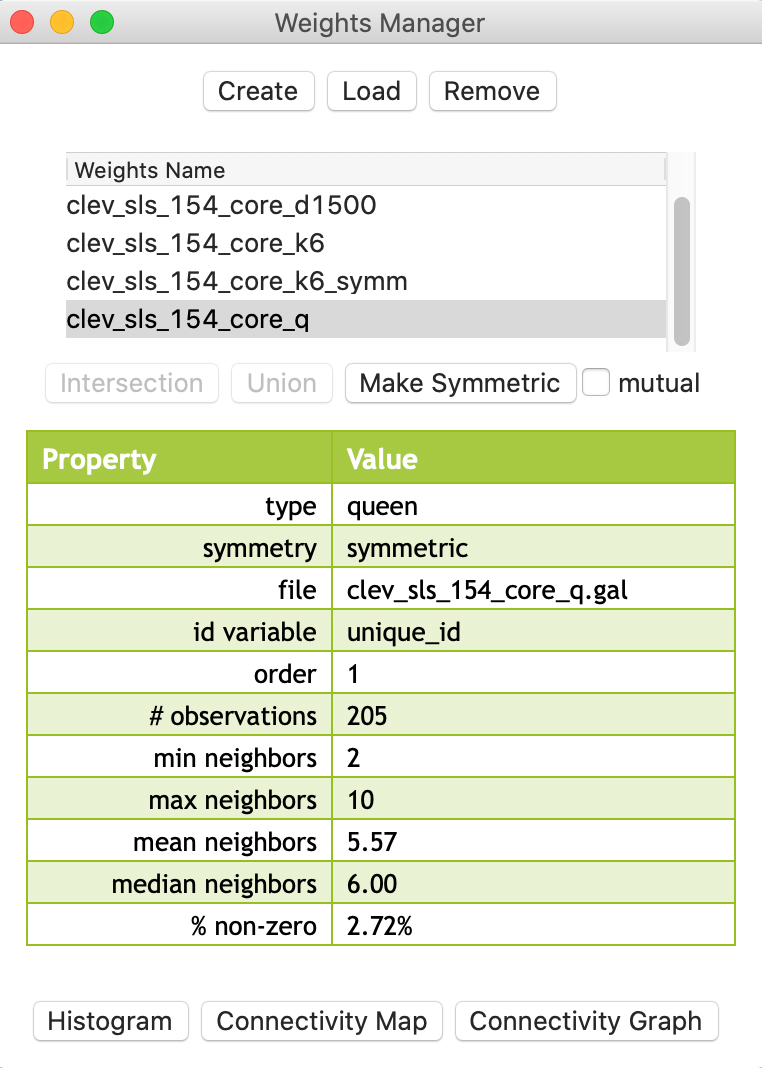 Weights Manager
Create Load Remove
Weights Name
clev_sls_154_core_d1500
clev_sls_154_core_k6
clev_sls_154_core_k6_symm
clev_sls_154_core_q
Intersection Union Make Symmetric mutual
Property Value
type queen
symmetry symmetric
file clev_sls_154_core_q.gal
id variable unique_id
order 1
# observations 205
min neighbors 2
max neighbors 10
mean neighbors 5.57
median neighbors 6.00
% non-zero 2.72%
Histogram Connectivity Map Connectivity Graph